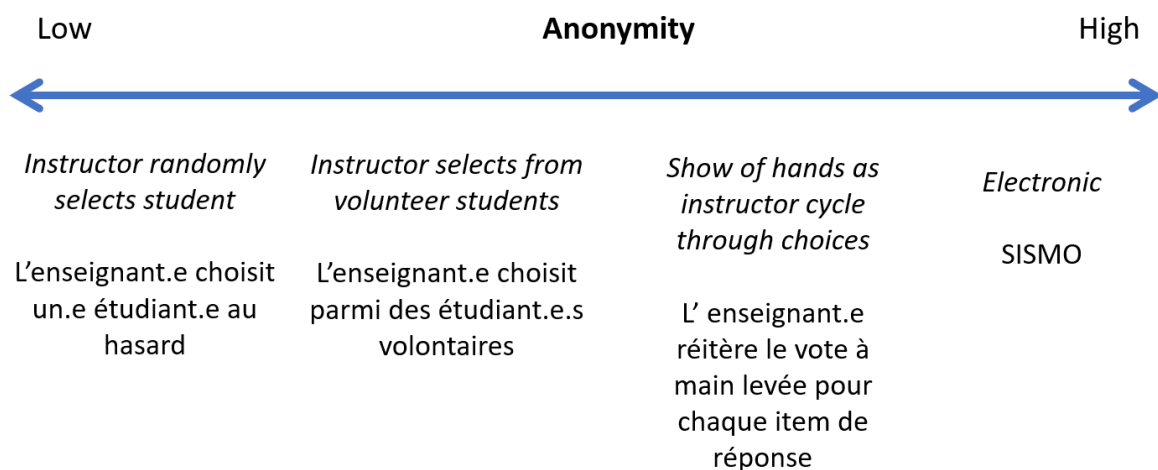 Low Anonymity High
Instructor randomly
selects student
L’enseignant.e choisit
un.e étudiant.e au
hasard
Instructor selects from
volunteer students
L’enseignant.e choisit
parmi des étudiant.e.s
volontaires
Show of hands as
instructor cycle
through choices
L’ enseignant.e
réitère le vote à
main levée pour
chaque item de
réponse
Electronic
SISMO